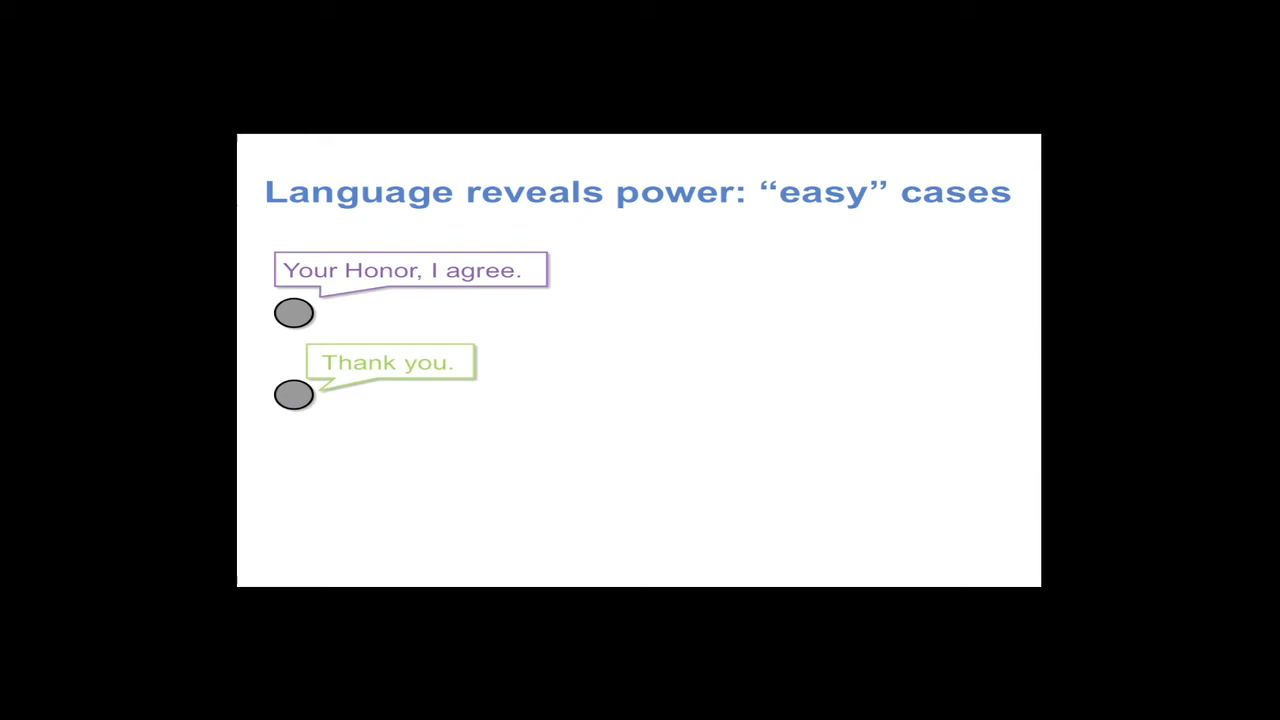 Language reveals power: “easy” cases
Your Honor, I agree.
Thank you.